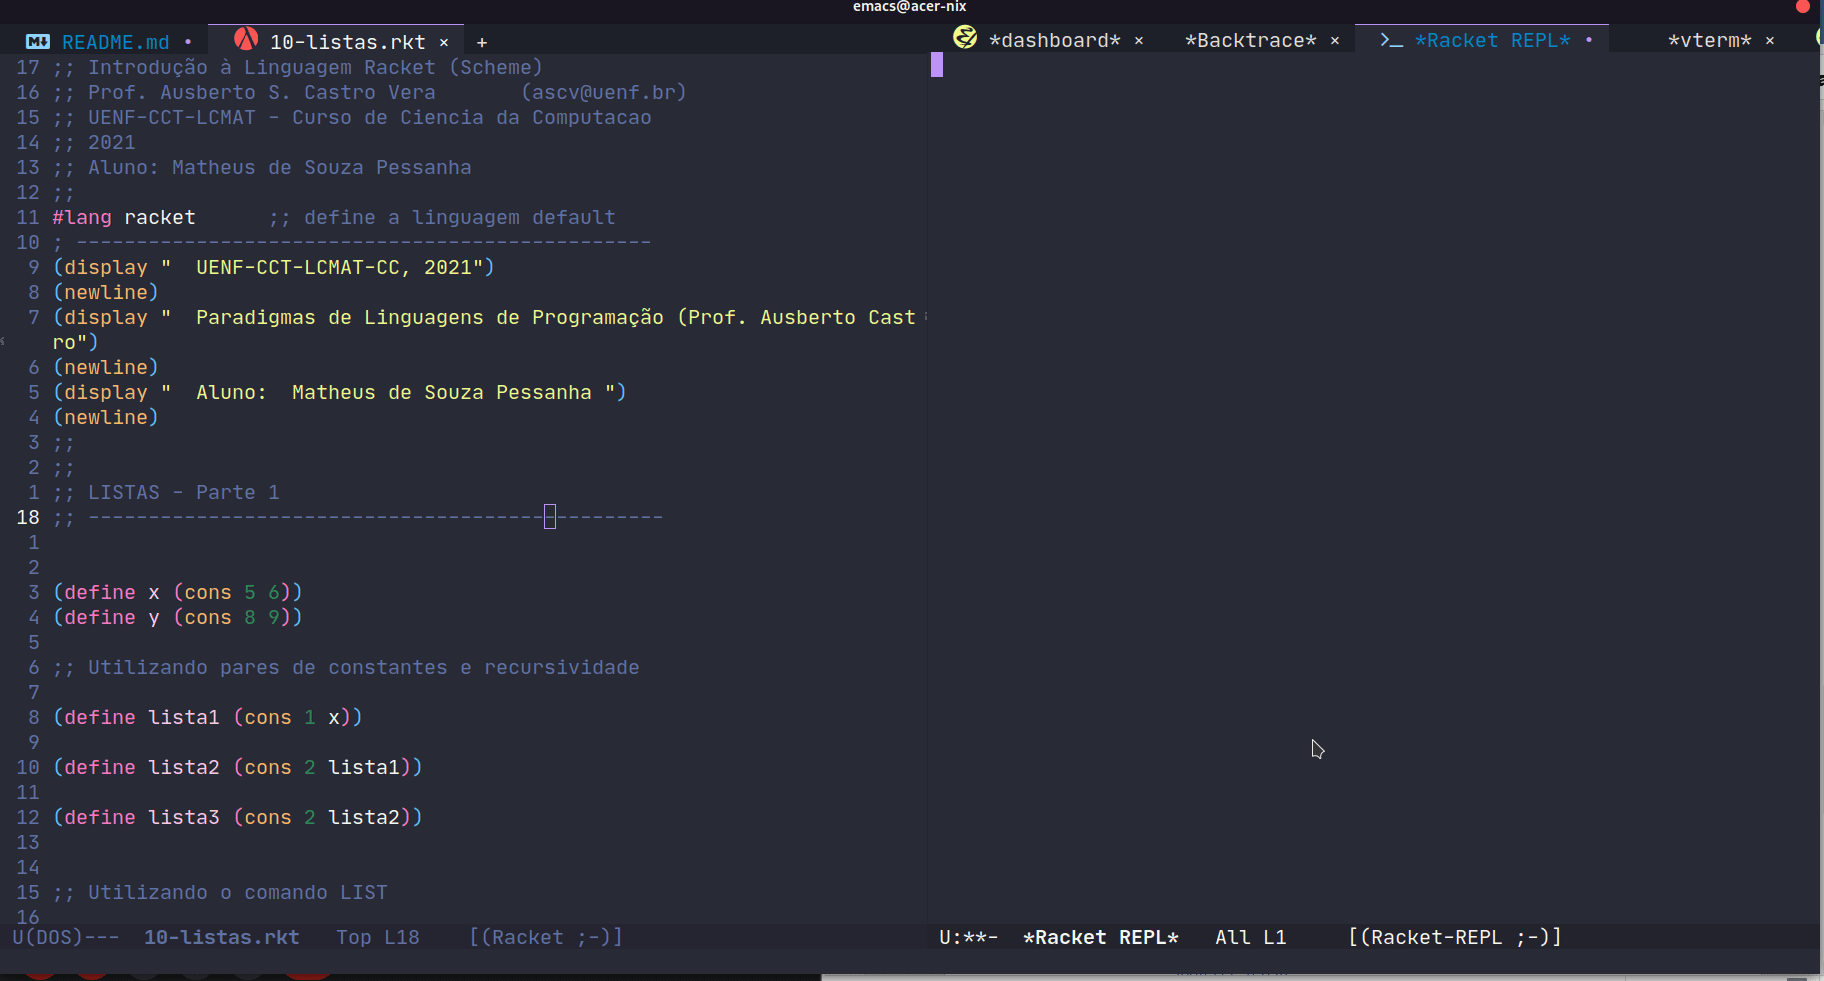 emacs@acer-nix
README.md • 10-listas.rkt × +
*dashboard* × *Backtrace* × >_ *Racket REPL* • *vterm* ×
17 ;; Introdução à Linguagem Racket (Scheme)
16 ;; Prof. Ausberto S. Castro Vera       (ascv@uenf.br)
15 ;; UENF-CCT-LCMAT - Curso de Ciencia da Computacao
14 ;; 2021
13 ;; Aluno: Matheus de Souza Pessanha
12 ;;
11 #lang racket      ;; define a linguagem default
10 ; ------------------------------------------------
9 (display "  UENF-CCT-LCMAT-CC, 2021")
8 (newline)
7 (display "  Paradigmas de Linguagens de Programação (Prof. Ausberto Cast
ro")
6 (newline)
5 (display "  Aluno:  Matheus de Souza Pessanha ")
4 (newline)
3 ;;
2 ;;
1 ;; LISTAS - Parte 1
18 ;; ------------------------------------------------
1
2
3 (define x (cons 5 6))
4 (define y (cons 8 9))
5
6 ;; Utilizando pares de constantes e recursividade
7
8 (define lista1 (cons 1 x))
9
10 (define lista2 (cons 2 lista1))
11
12 (define lista3 (cons 2 lista2))
13
14
15 ;; Utilizando o comando LIST
16
U(DOS)---  10-listas.rkt   Top L18    [(Racket ;-)]
U:**-  *Racket REPL*   All L1     [(Racket-REPL ;-)]